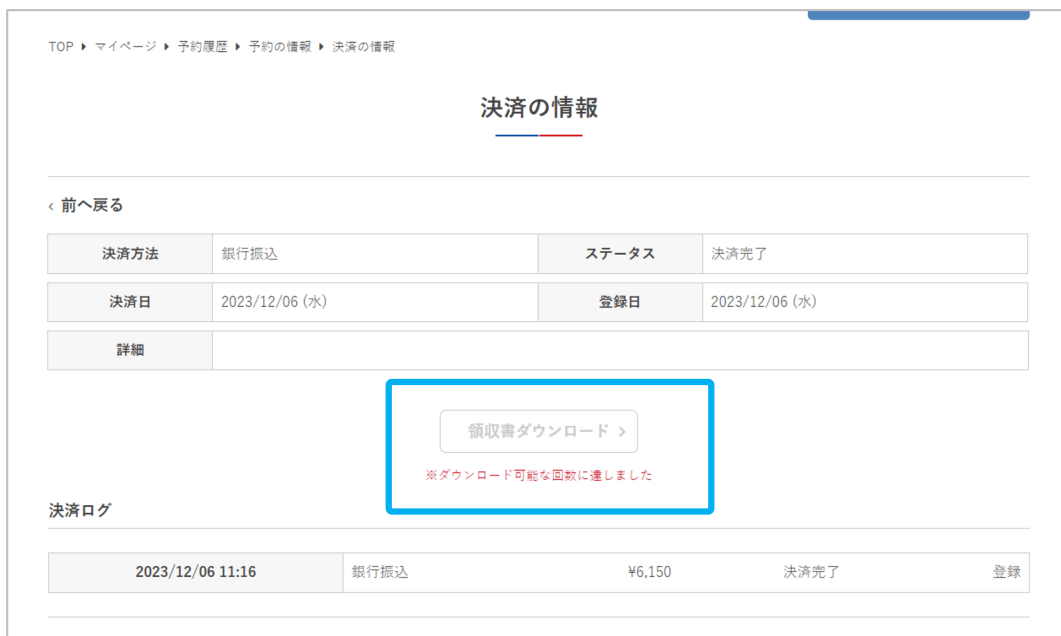 TOP ▶ マイページ ▶ 予約履歴 ▶ 予約の情報 ▶ 決済の情報
決済の情報
‹ 前へ戻る
決済方法 銀行振込 ステータス 決済完了
決済日 2023/12/06 (水) 登録日 2023/12/06 (水)
詳細
領収書ダウンロード ›
※ダウンロード可能な回数に達しました
決済ログ
2023/12/06 11:16 銀行振込 ¥6,150 決済完了 登録